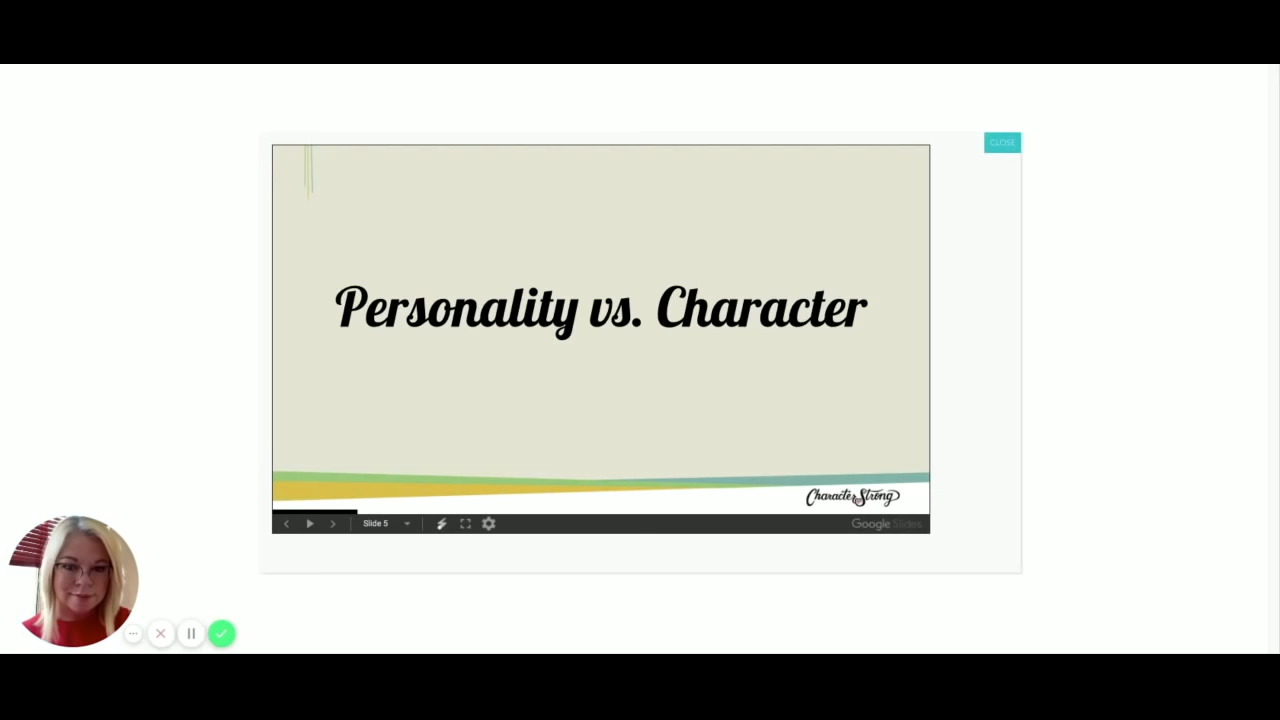 CLOSE
Personality vs. Character
CharacterStrong
Slide 5
Google Slides